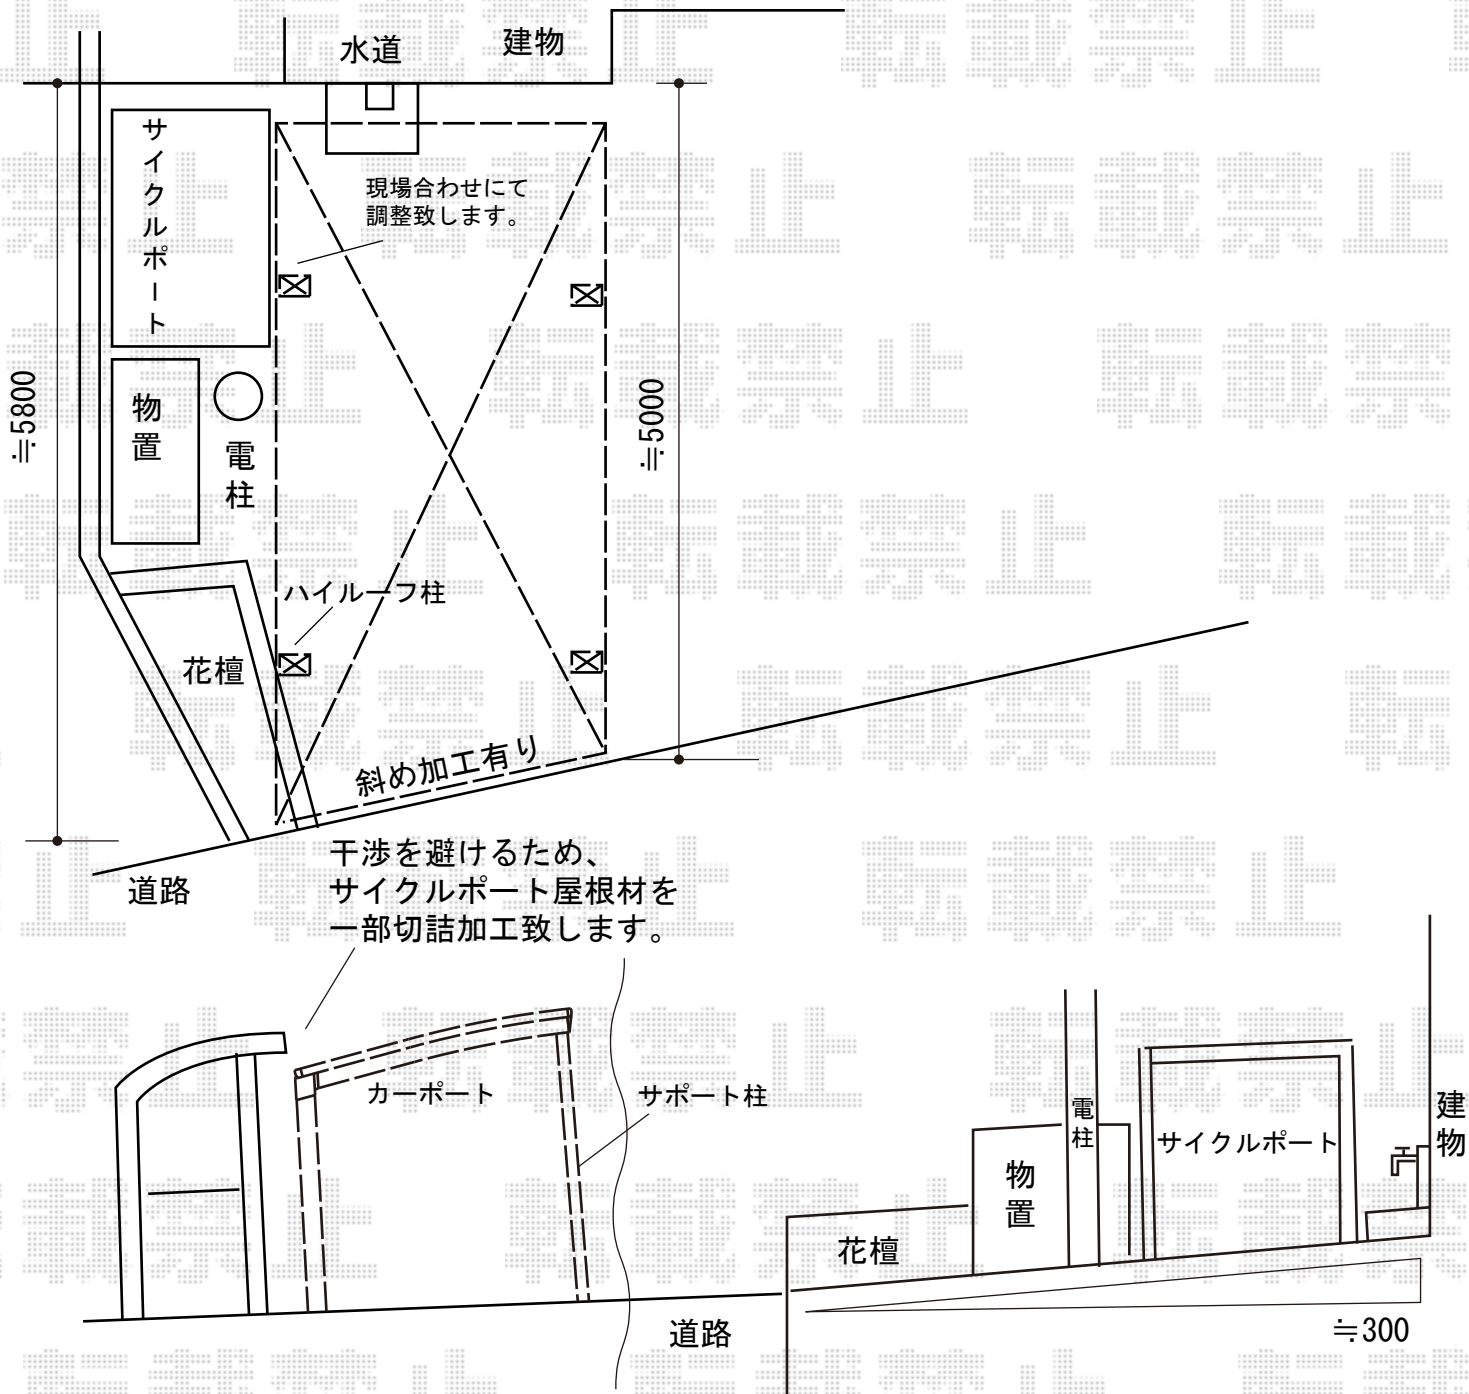 水道
建物
サイクルポート
現場合わせにて
調整致します。
≒5800
≒5000
物置
電柱
ハイルーフ柱
花壇
斜め加工有り
道路
干渉を避けるため、
サイクルポート屋根材を
一部切詰加工致します。
カーポート
サポート柱
道路
花壇
物置
電柱
サイクルポート
建物
≒300
転載禁止